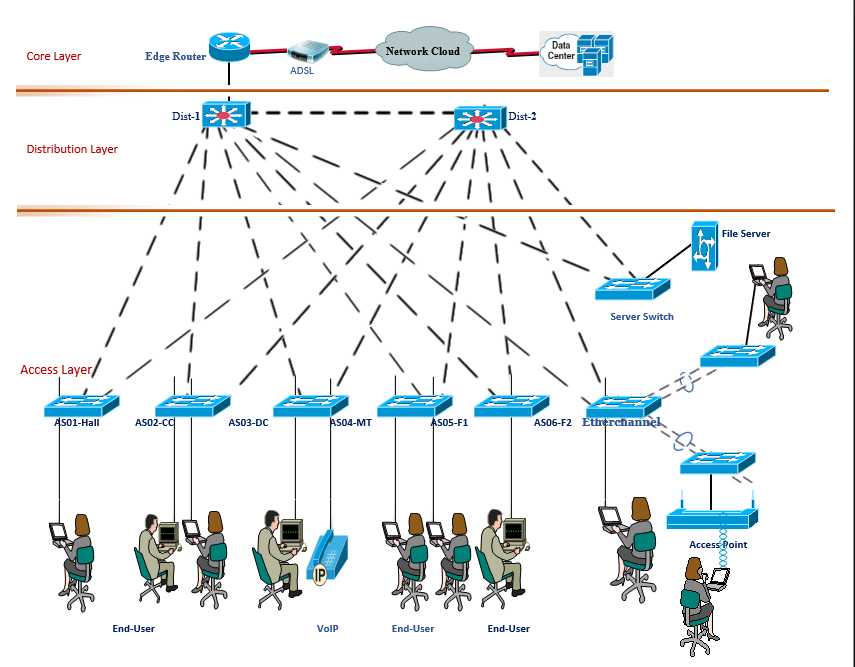 Core Layer
Edge Router
ADSL
Network Cloud
Data
Center
Dist-1
Dist-2
Distribution Layer
File Server
Server Switch
Access Layer
AS01-Hall
AS02-CC
AS03-DC
AS04-MT
AS05-F1
AS06-F2
Etherchannel
Access Point
IP
End-User
VoIP
End-User
End-User